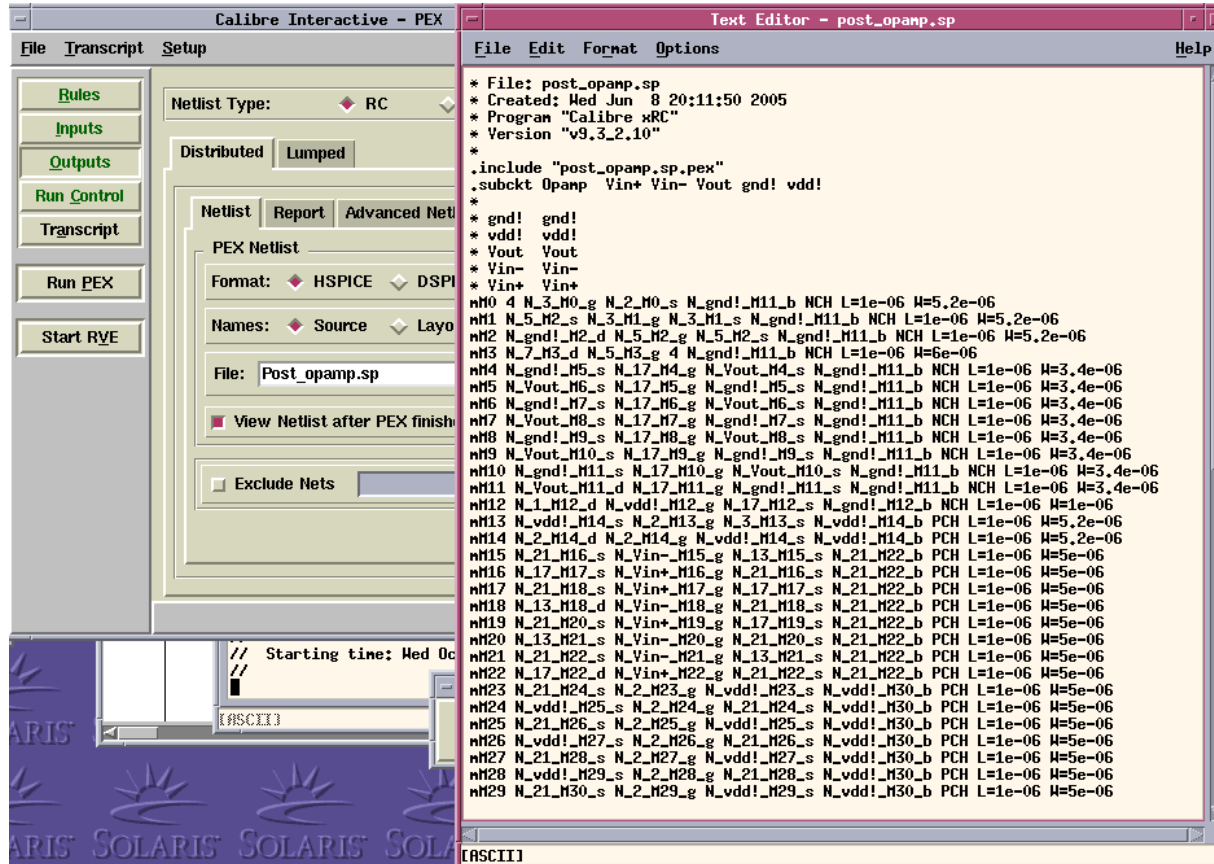 Calibre Interactive - PEX
File Transcript Setup
Rules
Inputs
Outputs
Run Control
Transcript
Run PEX
Start RVE
Netlist Type: RC
Distributed Lumped
Netlist Report Advanced Netl
PEX Netlist
Format: HSPICE DSPI
Names: Source Layo
File: Post_opamp.sp
View Netlist after PEX finishe
Exclude Nets
// Starting time: Wed Oc
//
[ASCII]
ARIS
ARIS SOLARIS SOLARIS SOLA
Text Editor - post_opamp.sp
File Edit Format Options Help
* File: post_opamp.sp
* Created: Wed Jun 8 20:11:50 2005
* Program "Calibre xRC"
* Version "v9.3_2.10"
*
.include "post_opamp.sp.pex"
.subckt Opamp Vin+ Vin- Vout gnd! vdd!
*
* gnd! gnd!
* vdd! vdd!
* Vout Vout
* Vin- Vin-
* Vin+ Vin+
mM0 4 N_3_M0_g N_2_M0_s N_gnd!_M11_b NCH L=1e-06 W=5.2e-06
mM1 N_5_M2_s N_3_M1_g N_3_M1_s N_gnd!_M11_b NCH L=1e-06 W=5.2e-06
mM2 N_gnd!_M2_d N_5_M2_g N_5_M2_s N_gnd!_M11_b NCH L=1e-06 W=5.2e-06
mM3 N_7_M3_d N_5_M3_g 4 N_gnd!_M11_b NCH L=1e-06 W=6e-06
mM4 N_gnd!_M5_s N_17_M4_g N_Vout_M4_s N_gnd!_M11_b NCH L=1e-06 W=3.4e-06
mM5 N_Vout_M6_s N_17_M5_g N_gnd!_M5_s N_gnd!_M11_b NCH L=1e-06 W=3.4e-06
mM6 N_gnd!_M7_s N_17_M6_g N_Vout_M6_s N_gnd!_M11_b NCH L=1e-06 W=3.4e-06
mM7 N_Vout_M8_s N_17_M7_g N_gnd!_M7_s N_gnd!_M11_b NCH L=1e-06 W=3.4e-06
mM8 N_gnd!_M9_s N_17_M8_g N_Vout_M8_s N_gnd!_M11_b NCH L=1e-06 W=3.4e-06
mM9 N_Vout_M10_s N_17_M9_g N_gnd!_M9_s N_gnd!_M11_b NCH L=1e-06 W=3.4e-06
mM10 N_gnd!_M11_s N_17_M10_g N_Vout_M10_s N_gnd!_M11_b NCH L=1e-06 W=3.4e-06
mM11 N_Vout_M11_d N_17_M11_g N_gnd!_M11_s N_gnd!_M11_b NCH L=1e-06 W=3.4e-06
mM12 N_1_M12_d N_vdd!_M12_g N_17_M12_s N_gnd!_M12_b NCH L=1e-06 W=1e-06
mM13 N_vdd!_M14_s N_2_M13_g N_3_M13_s N_vdd!_M14_b PCH L=1e-06 W=5.2e-06
mM14 N_2_M14_d N_2_M14_g N_vdd!_M14_s N_vdd!_M14_b PCH L=1e-06 W=5.2e-06
mM15 N_21_M16_s N_Vin-_M15_g N_13_M15_s N_21_M22_b PCH L=1e-06 W=5e-06
mM16 N_17_M17_s N_Vin+_M16_g N_21_M16_s N_21_M22_b PCH L=1e-06 W=5e-06
mM17 N_21_M18_s N_Vin+_M17_g N_17_M17_s N_21_M22_b PCH L=1e-06 W=5e-06
mM18 N_13_M18_d N_Vin-_M18_g N_21_M18_s N_21_M22_b PCH L=1e-06 W=5e-06
mM19 N_21_M20_s N_Vin+_M19_g N_17_M19_s N_21_M22_b PCH L=1e-06 W=5e-06
mM20 N_13_M21_s N_Vin-_M20_g N_21_M20_s N_21_M22_b PCH L=1e-06 W=5e-06
mM21 N_21_M22_s N_Vin-_M21_g N_13_M21_s N_21_M22_b PCH L=1e-06 W=5e-06
mM22 N_17_M22_d N_Vin+_M22_g N_21_M22_s N_21_M22_b PCH L=1e-06 W=5e-06
mM23 N_21_M24_s N_2_M23_g N_vdd!_M23_s N_vdd!_M30_b PCH L=1e-06 W=5e-06
mM24 N_vdd!_M25_s N_2_M24_g N_21_M24_s N_vdd!_M30_b PCH L=1e-06 W=5e-06
mM25 N_21_M26_s N_2_M25_g N_vdd!_M25_s N_vdd!_M30_b PCH L=1e-06 W=5e-06
mM26 N_vdd!_M27_s N_2_M26_g N_21_M26_s N_vdd!_M30_b PCH L=1e-06 W=5e-06
mM27 N_21_M28_s N_2_M27_g N_vdd!_M27_s N_vdd!_M30_b PCH L=1e-06 W=5e-06
mM28 N_vdd!_M29_s N_2_M28_g N_21_M28_s N_vdd!_M30_b PCH L=1e-06 W=5e-06
mM29 N_21_M30_s N_2_M29_g N_vdd!_M29_s N_vdd!_M30_b PCH L=1e-06 W=5e-06
[ASCII]